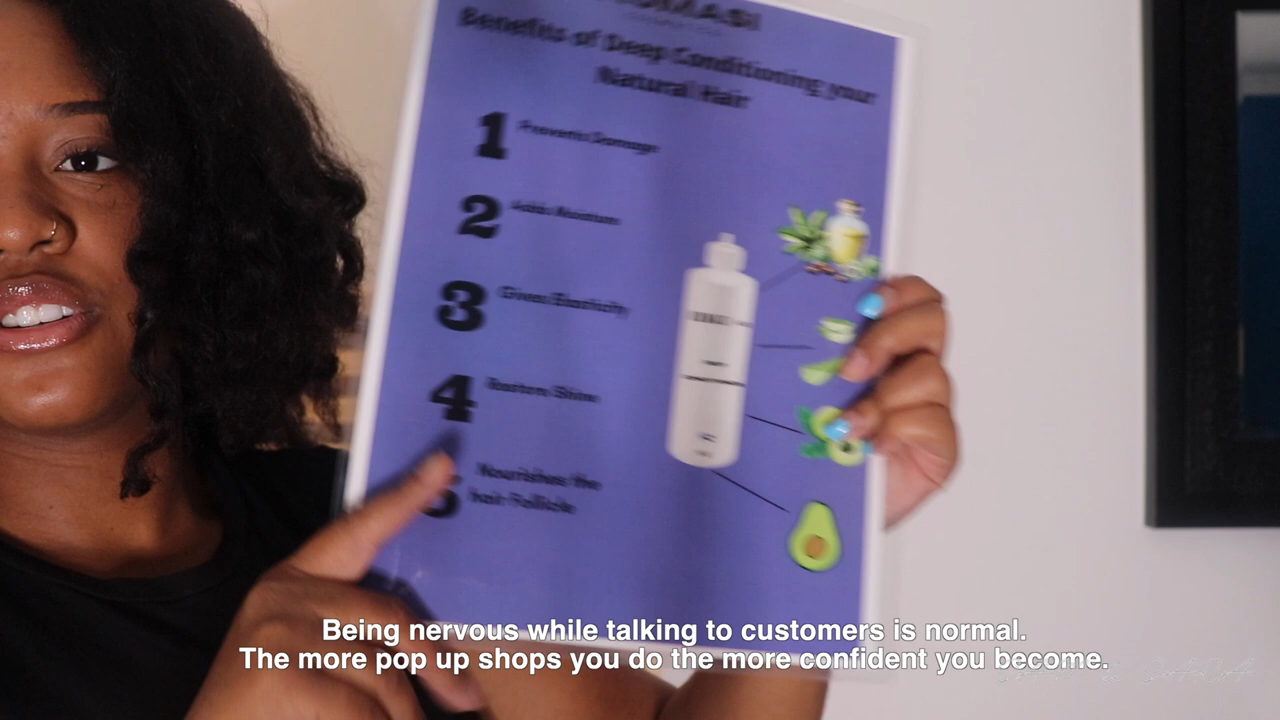 Benefits of Deep Conditioning your
Natural Hair
1 Prevents Damage
2 Adds Moisture
3 Gives Elasticity
4 Restore Shine
5 Nourishes the
hair Follicle
Being nervous while talking to customers is normal.
The more pop up shops you do the more confident you become.